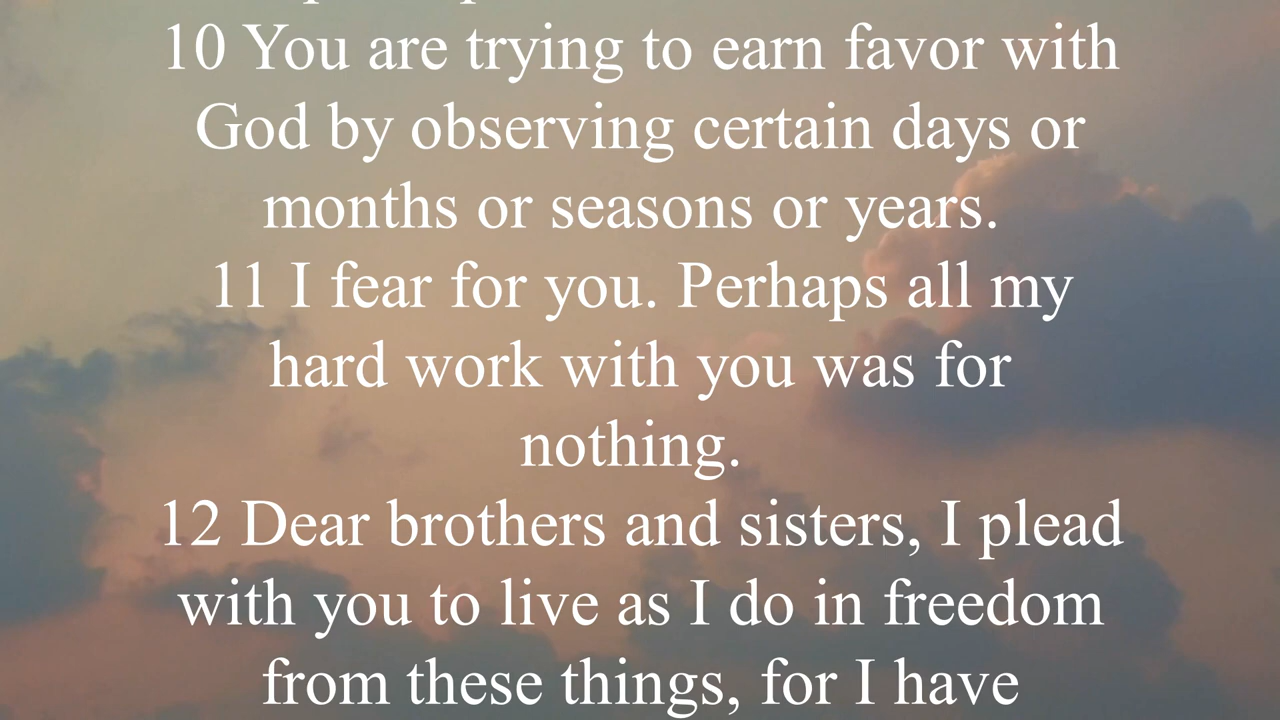 10 You are trying to earn favor with
God by observing certain days or
months or seasons or years.
11 I fear for you. Perhaps all my
hard work with you was for
nothing.
12 Dear brothers and sisters, I plead
with you to live as I do in freedom
from these things, for I have